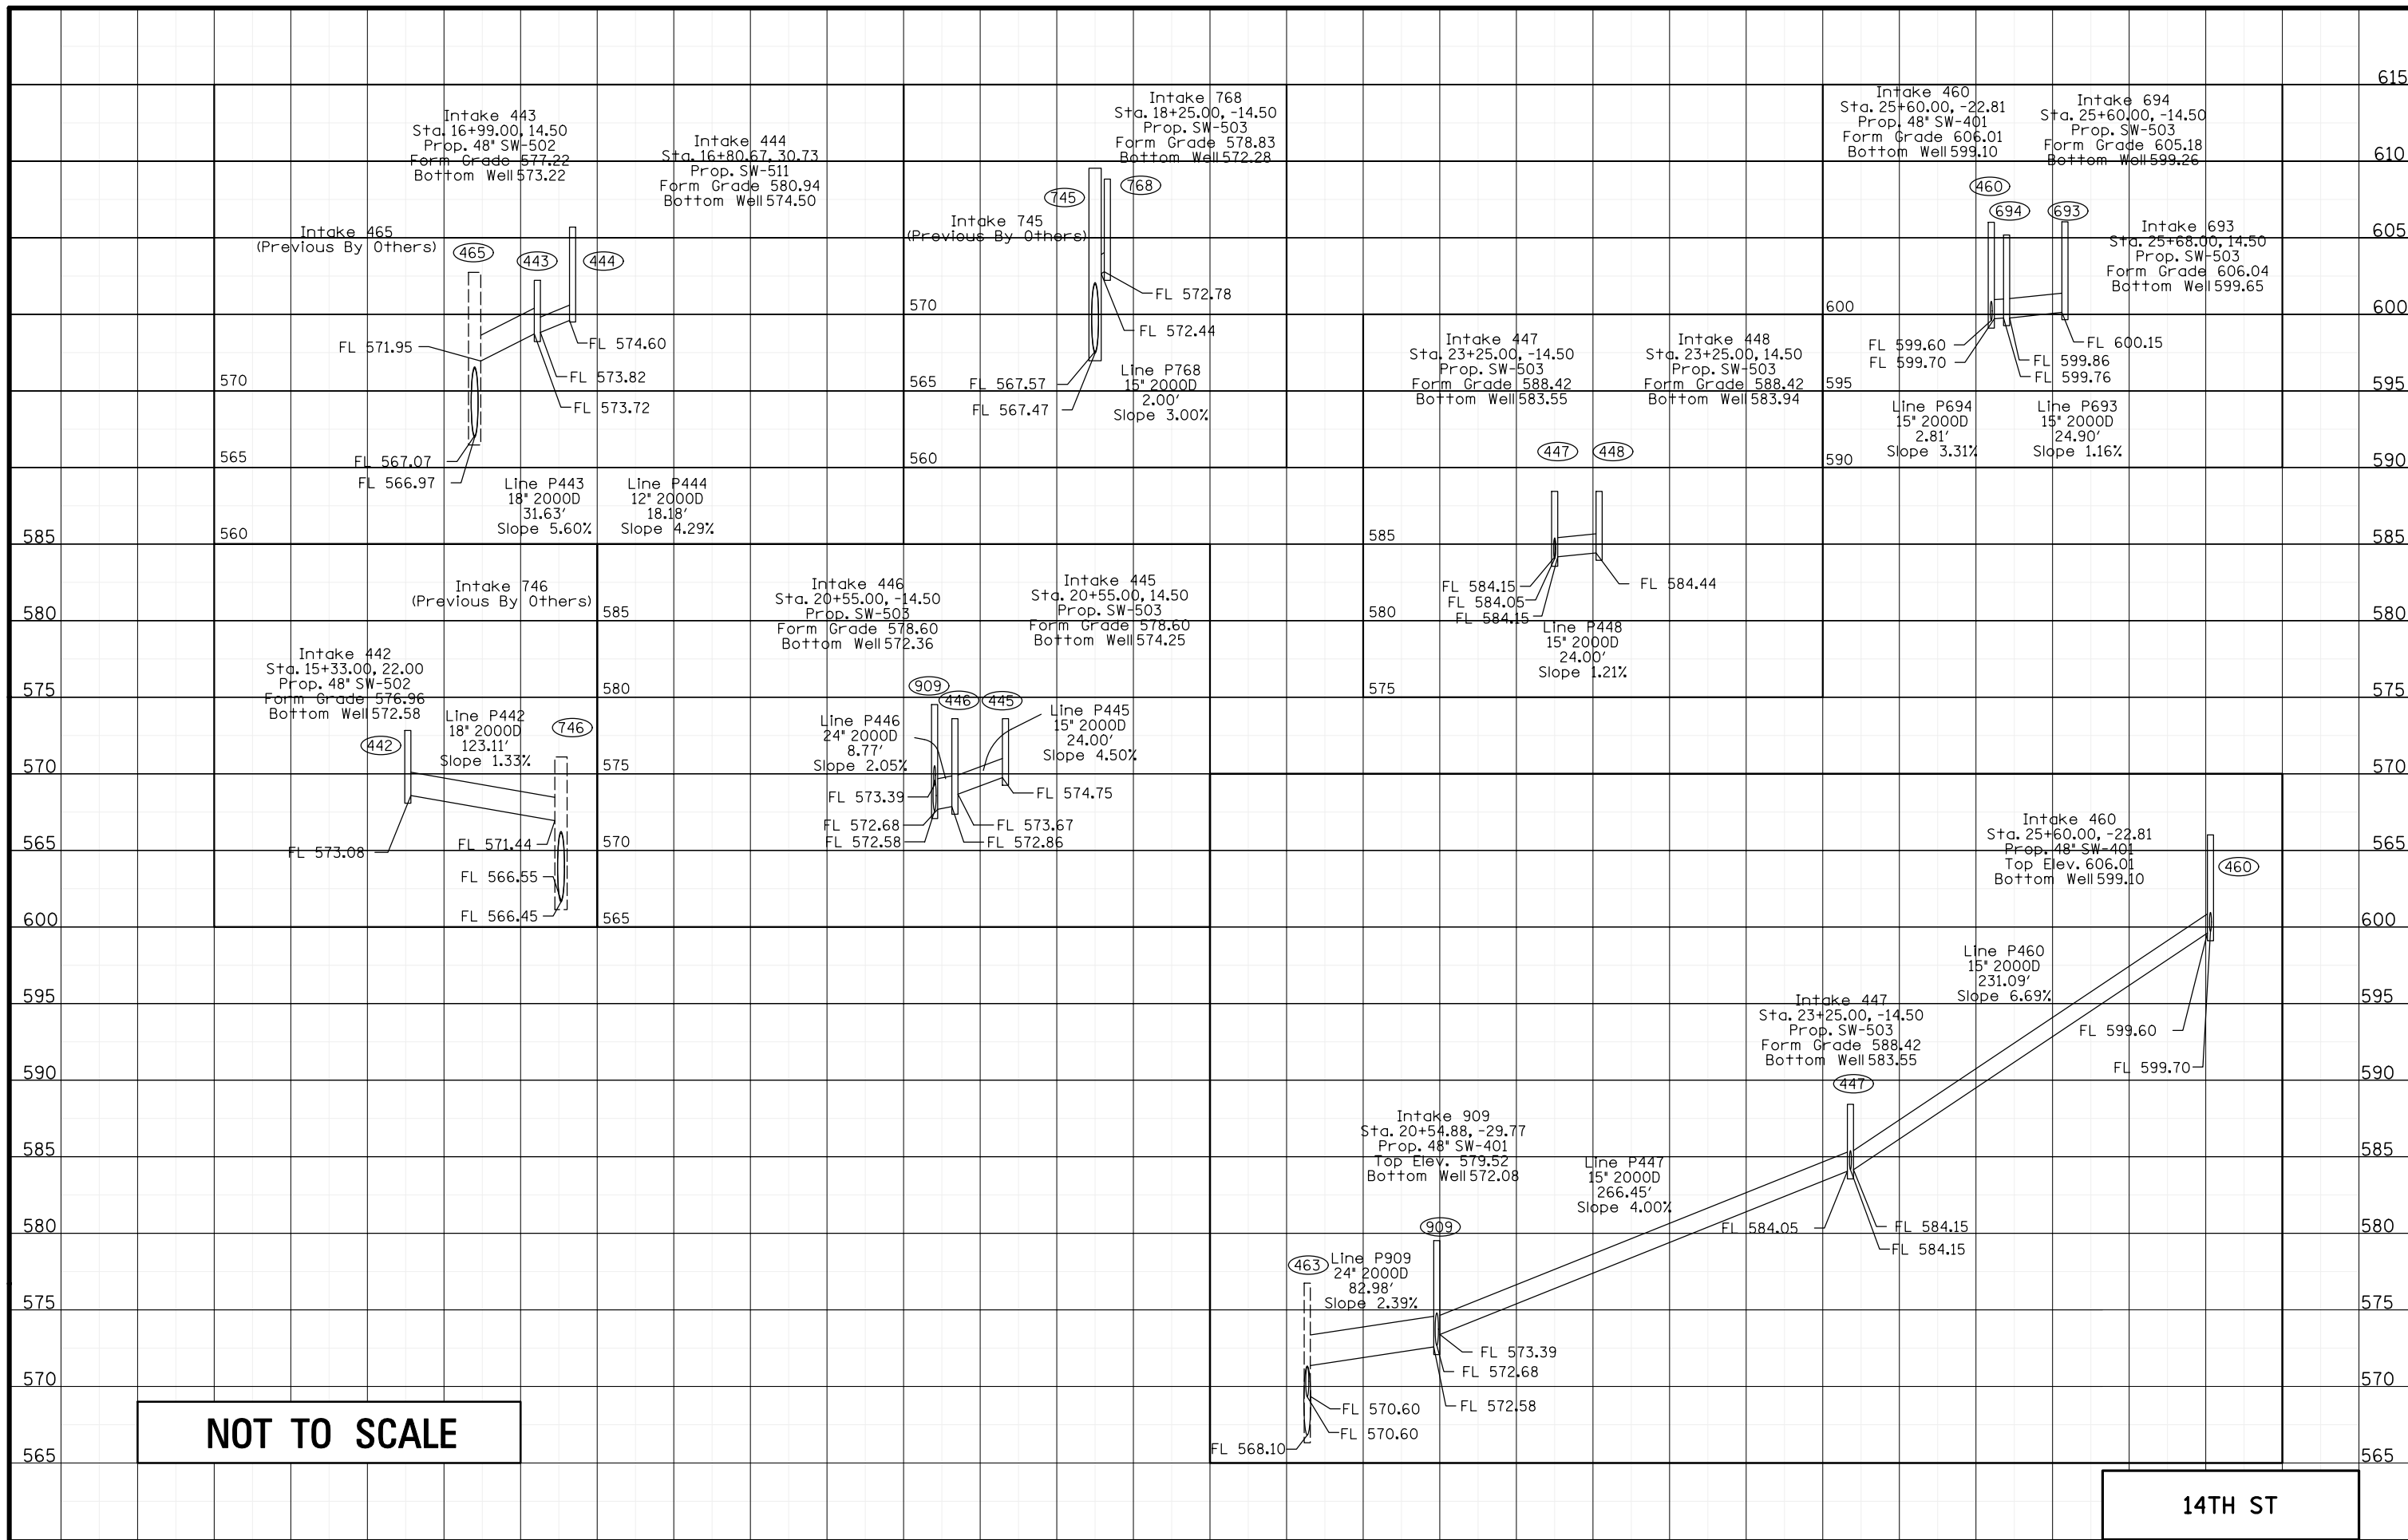 615
Intake 443
Sta. 16+99.00, 14.50
Prop. 48" SW-502
Form Grade 577.22
Bottom Well 573.22
Intake 444
Sta. 16+80.67, 30.73
Prop. SW-511
Form Grade 580.94
Bottom Well 574.50
Intake 465
(Previous By Others)
465
443
444
FL 571.95
FL 574.60
FL 573.82
FL 573.72
570
565
560
FL 567.07
FL 566.97
Line P443
18" 2000D
31.63'
Slope 5.60%
Line P444
12" 2000D
18.18'
Slope 4.29%
Intake 768
Sta. 18+25.00, -14.50
Prop. SW-503
Form Grade 578.83
Bottom Well 572.28
745
768
Intake 745
(Previous By Others)
570
565
560
FL 572.78
FL 572.44
FL 567.57
FL 567.47
Line P768
15" 2000D
2.00'
Slope 3.00%
Intake 460
Sta. 25+60.00, -22.81
Prop. 48" SW-401
Form Grade 606.01
Bottom Well 599.10
Intake 694
Sta. 25+60.00, -14.50
Prop. SW-503
Form Grade 605.18
Bottom Well 599.26
610
460
694
693
Intake 693
Sta. 25+68.00, 14.50
Prop. SW-503
Form Grade 606.04
Bottom Well 599.65
605
600
600
FL 599.60
FL 599.70
FL 600.15
FL 599.86
FL 599.76
595
595
Line P694
15" 2000D
2.81'
Slope 3.31%
Line P693
15" 2000D
24.90'
Slope 1.16%
590
590
Intake 447
Sta. 23+25.00, -14.50
Prop. SW-503
Form Grade 588.42
Bottom Well 583.55
Intake 448
Sta. 23+25.00, 14.50
Prop. SW-503
Form Grade 588.42
Bottom Well 583.94
447
448
585
585
585
FL 584.15
FL 584.05
FL 584.15
FL 584.44
580
580
580
Line P448
15" 2000D
24.00'
Slope 1.21%
575
575
575
Intake 746
(Previous By Others)
Intake 442
Sta. 15+33.00, 22.00
Prop. 48" SW-502
Form Grade 576.96
Bottom Well 572.58
Line P442
18" 2000D
123.11'
Slope 1.33%
442
746
570
FL 573.08
FL 571.44
FL 566.55
FL 566.45
565
600
585
580
575
570
565
Intake 446
Sta. 20+55.00, -14.50
Prop. SW-503
Form Grade 578.60
Bottom Well 572.36
Intake 445
Sta. 20+55.00, 14.50
Prop. SW-503
Form Grade 578.60
Bottom Well 574.25
909
446
445
Line P446
24" 2000D
8.77'
Slope 2.05%
Line P445
15" 2000D
24.00'
Slope 4.50%
FL 573.39
FL 574.75
FL 572.68
FL 572.58
FL 573.67
FL 572.86
570
565
Intake 460
Sta. 25+60.00, -22.81
Prop. 48" SW-401
Top Elev. 606.01
Bottom Well 599.10
460
600
Line P460
15" 2000D
231.09'
Slope 6.69%
595
595
FL 599.60
FL 599.70
Intake 447
Sta. 23+25.00, -14.50
Prop. SW-503
Form Grade 588.42
Bottom Well 583.55
447
590
590
Intake 909
Sta. 20+54.88, -29.77
Prop. 48" SW-401
Top Elev. 579.52
Bottom Well 572.08
585
585
Line P447
15" 2000D
266.45'
Slope 4.00%
FL 584.05
FL 584.15
FL 584.15
580
580
909
463
Line P909
24" 2000D
82.98'
Slope 2.39%
575
575
FL 573.39
FL 572.68
FL 572.58
570
FL 570.60
FL 570.60
FL 568.10
565
565
NOT TO SCALE
14TH ST